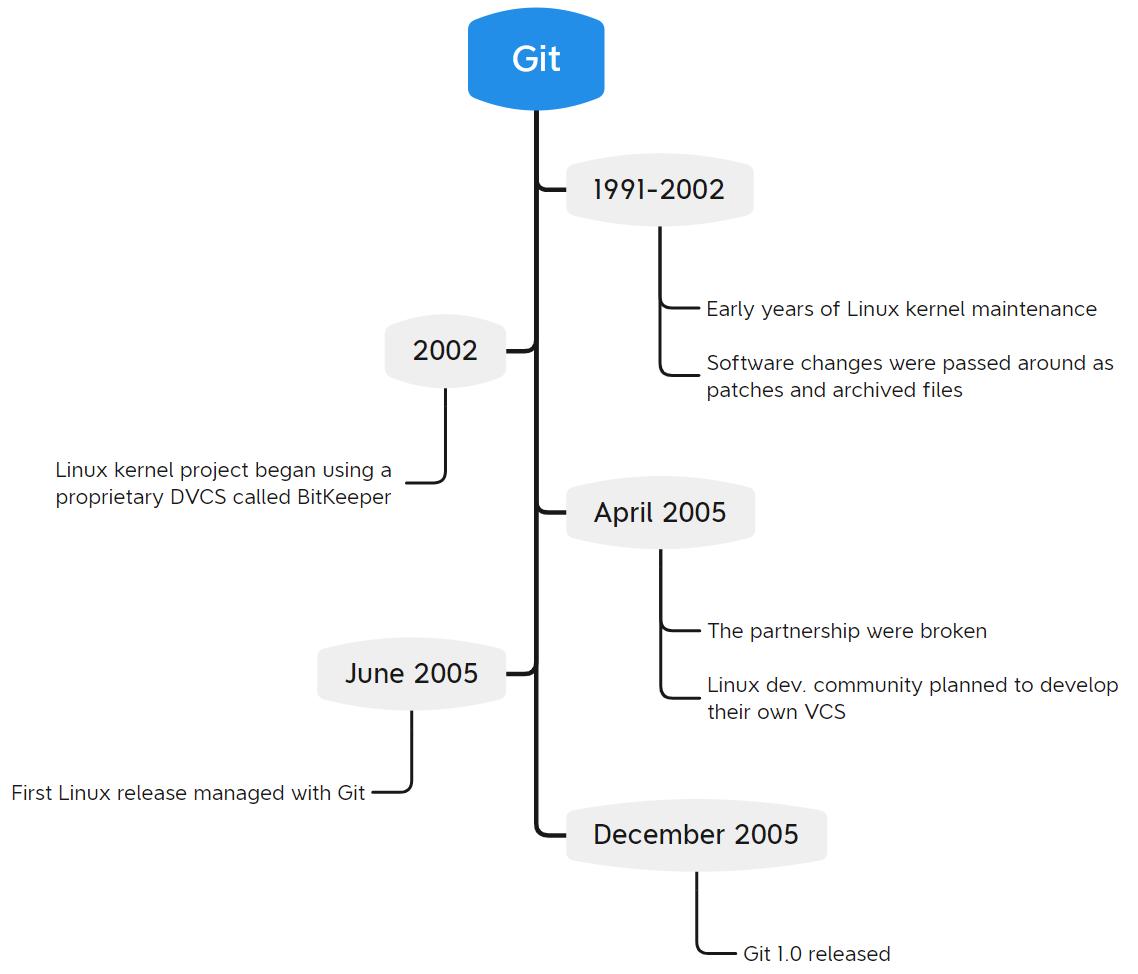 Git
1991-2002
Early years of Linux kernel maintenance
Software changes were passed around as
patches and archived files
2002
Linux kernel project began using a
proprietary DVCS called BitKeeper
April 2005
The partnership were broken
Linux dev. community planned to develop
their own VCS
June 2005
First Linux release managed with Git
December 2005
Git 1.0 released